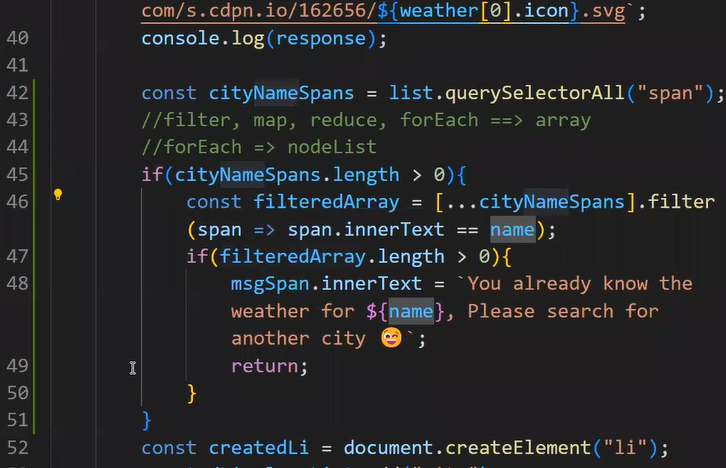 com/s.cdpn.io/162656/${weather[0].icon}.svg`;
40 console.log(response);
41
42 const cityNameSpans = list.querySelectorAll("span");
43 //filter, map, reduce, forEach ==> array
44 //forEach => nodeList
45 if(cityNameSpans.length > 0){
46 const filteredArray = [...cityNameSpans].filter
(span => span.innerText == name);
47 if(filteredArray.length > 0){
48 msgSpan.innerText = `You already know the
weather for ${name}, Please search for
another city 😅`;
49 return;
50 }
51 }
52 const createdLi = document.createElement("li");